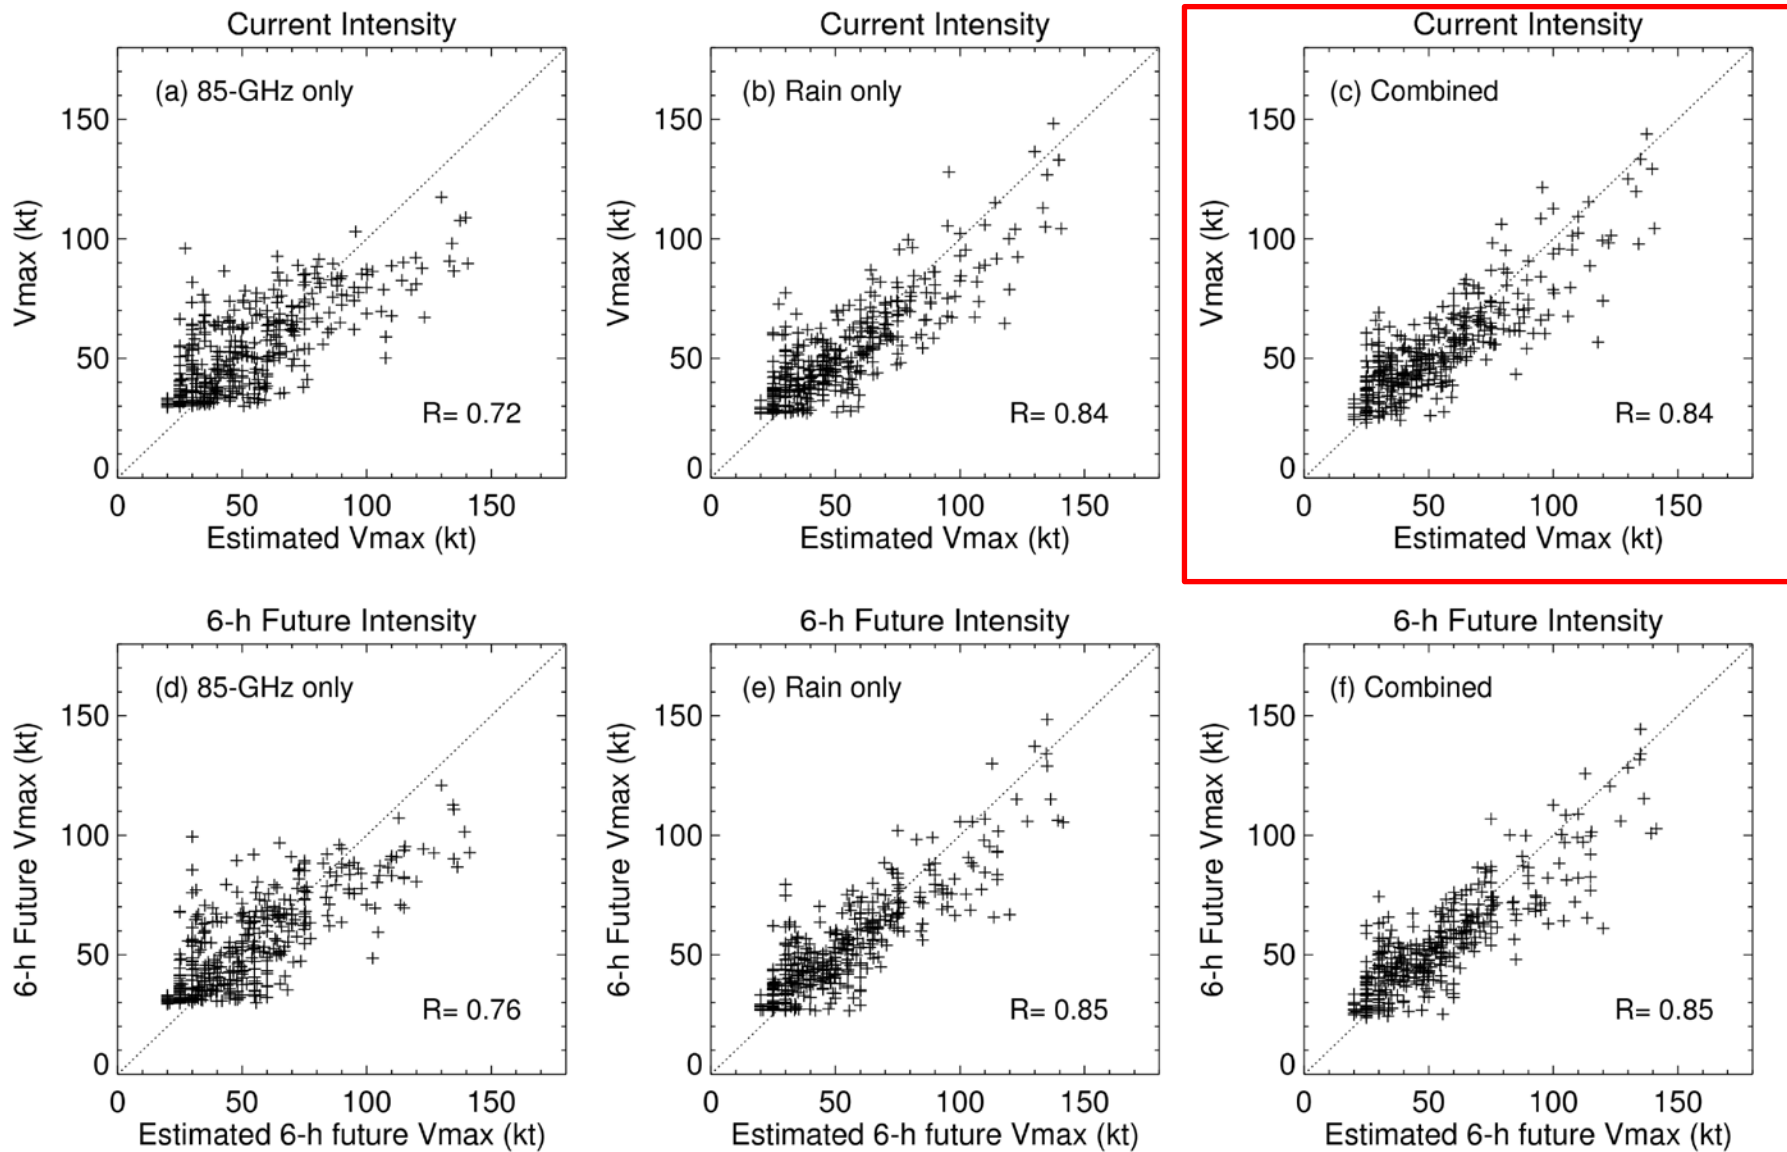 Current Intensity
(a) 85-GHz only
150
100
50
0
Vmax (kt)
R= 0.72
0 50 100 150
Estimated Vmax (kt)
Current Intensity
(b) Rain only
150
100
50
0
Vmax (kt)
R= 0.84
0 50 100 150
Estimated Vmax (kt)
Current Intensity
(c) Combined
150
100
50
0
Vmax (kt)
R= 0.84
0 50 100 150
Estimated Vmax (kt)
6-h Future Intensity
(d) 85-GHz only
150
100
50
0
6-h Future Vmax (kt)
R= 0.76
0 50 100 150
Estimated 6-h future Vmax (kt)
6-h Future Intensity
(e) Rain only
150
100
50
0
6-h Future Vmax (kt)
R= 0.85
0 50 100 150
Estimated 6-h future Vmax (kt)
6-h Future Intensity
(f) Combined
150
100
50
0
6-h Future Vmax (kt)
R= 0.85
0 50 100 150
Estimated 6-h future Vmax (kt)